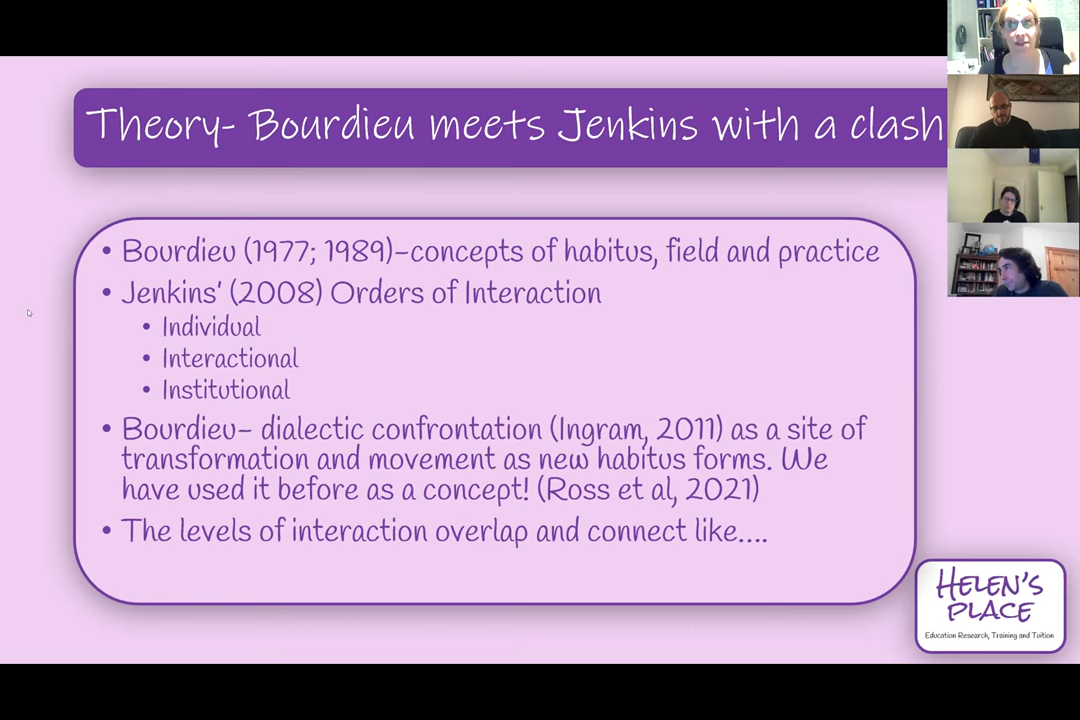 Theory- Bourdieu meets Jenkins with a clash
• Bourdieu (1977; 1989)–concepts of habitus, field and practice
• Jenkins' (2008) Orders of Interaction
• Individual
• Interactional
• Institutional
• Bourdieu– dialectic confrontation (Ingram, 2011) as a site of
transformation and movement as new habitus forms. We
have used it before as a concept! (Ross et al, 2021)
• The levels of interaction overlap and connect like....
HELEN'S
PLACE
Education Research, Training and Tuition